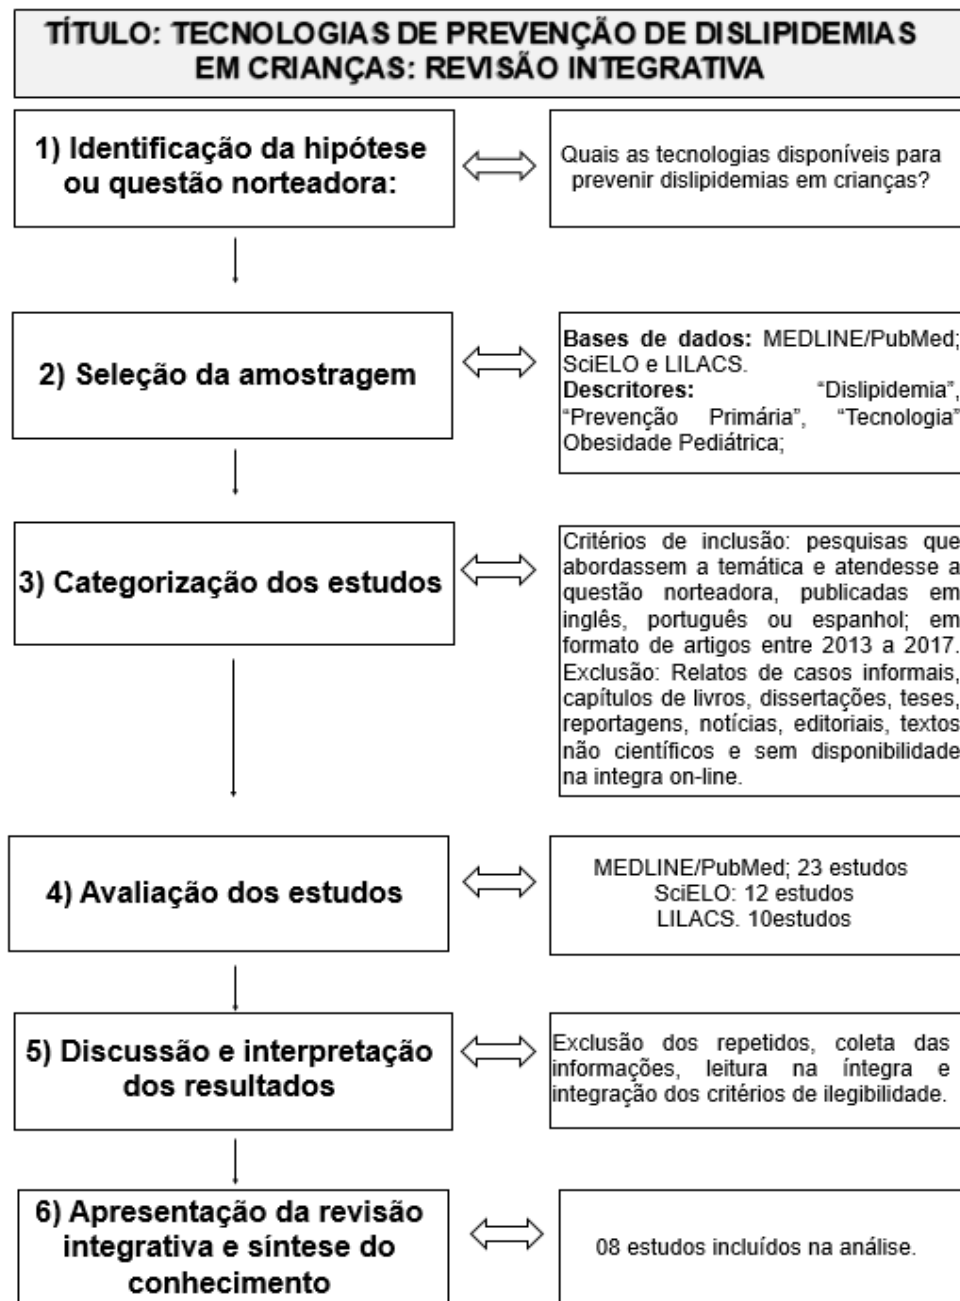 TÍTULO: TECNOLOGIAS DE PREVENÇÃO DE DISLIPIDEMIAS
EM CRIANÇAS: REVISÃO INTEGRATIVA
1) Identificação da hipótese
ou questão norteadora:
Quais as tecnologias disponíveis para
prevenir dislipidemias em crianças?
2) Seleção da amostragem
Bases de dados: MEDLINE/PubMed;
SciELO e LILACS.
Descritores: “Dislipidemia”,
“Prevenção Primária”, “Tecnologia”
Obesidade Pediátrica;
3) Categorização dos estudos
Critérios de inclusão: pesquisas que
abordassem a temática e atendesse a
questão norteadora, publicadas em
inglês, português ou espanhol; em
formato de artigos entre 2013 a 2017.
Exclusão: Relatos de casos informais,
capítulos de livros, dissertações, teses,
reportagens, notícias, editoriais, textos
não científicos e sem disponibilidade
na integra on-line.
4) Avaliação dos estudos
MEDLINE/PubMed; 23 estudos
SciELO: 12 estudos
LILACS. 10estudos
5) Discussão e interpretação
dos resultados
Exclusão dos repetidos, coleta das
informações, leitura na íntegra e
integração dos critérios de ilegibilidade.
6) Apresentação da revisão
integrativa e síntese do
conhecimento
08 estudos incluídos na análise.